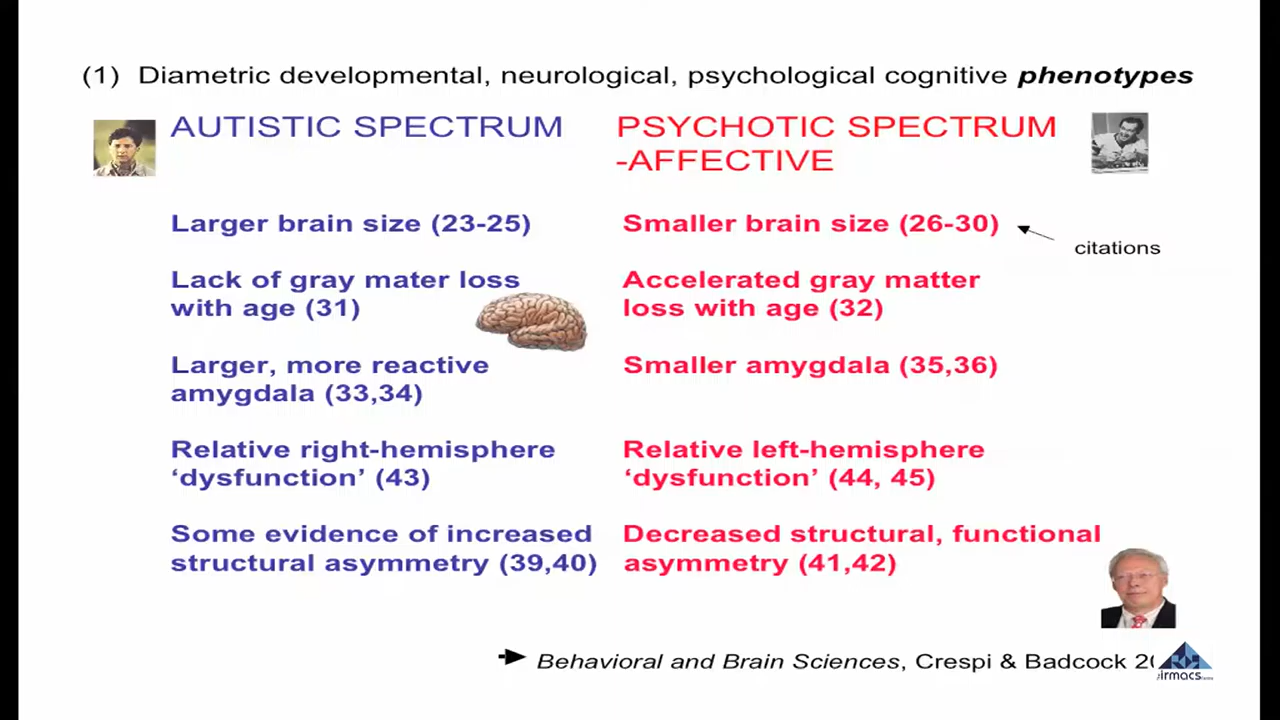 (1) Diametric developmental, neurological, psychological cognitive phenotypes
AUTISTIC SPECTRUM
PSYCHOTIC SPECTRUM
-AFFECTIVE
Larger brain size (23-25)
Smaller brain size (26-30)
citations
Lack of gray mater loss
with age (31)
Accelerated gray matter
loss with age (32)
Larger, more reactive
amygdala (33,34)
Smaller amygdala (35,36)
Relative right-hemisphere
‘dysfunction’ (43)
Relative left-hemisphere
‘dysfunction’ (44, 45)
Some evidence of increased
structural asymmetry (39,40)
Decreased structural, functional
asymmetry (41,42)
Behavioral and Brain Sciences, Crespi & Badcock
irmacs